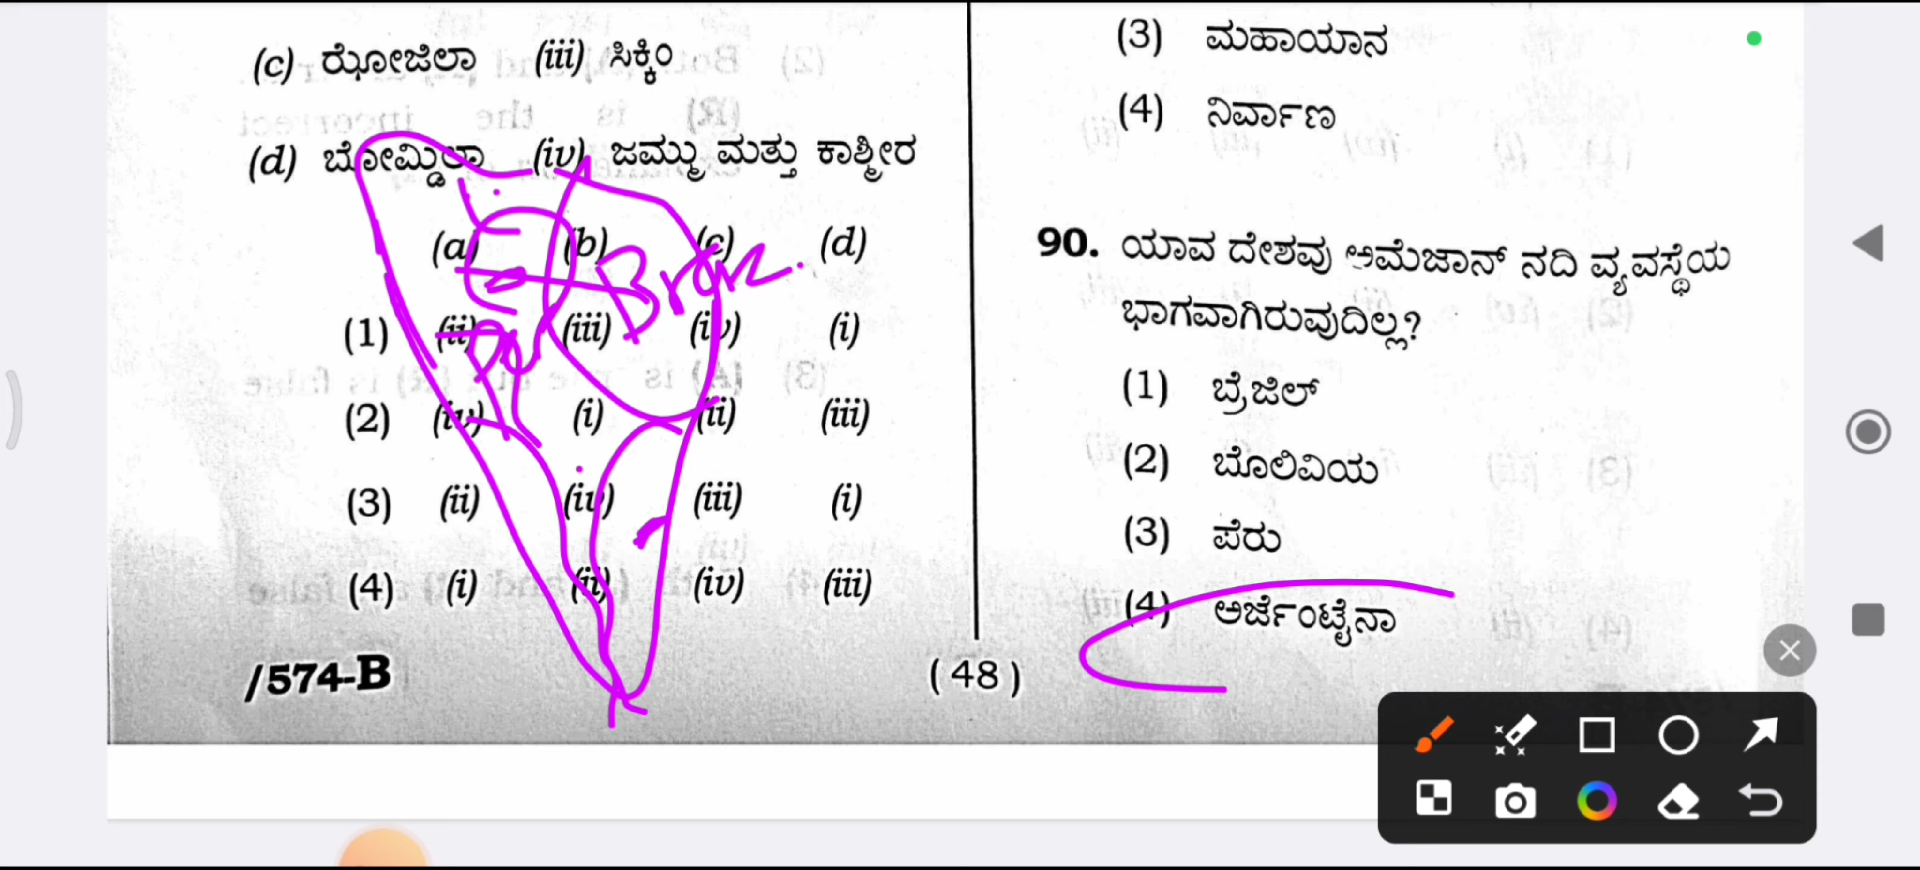 (c) ಝೋಜಿಲಾ (iii) ಸಿಕ್ಕಿಂ
(d) ಬೋಮ್ಡಿಲಾ (iv) ಜಮ್ಮು ಮತ್ತು ಕಾಶ್ಮೀರ
(a) (b) (c) (d)
(1) (ii) (iii) (iv) (i)
(2) (iv) (i) (ii) (iii)
(3) (ii) (iv) (iii) (i)
(4) (i) (ii) (iv) (iii)
/574-B
(48)
(3) ಮಹಾಯಾನ
(4) ನಿರ್ವಾಣ
90. ಯಾವ ದೇಶವು ಅಮೆಜಾನ್ ನದಿ ವ್ಯವಸ್ಥೆಯ
ಭಾಗವಾಗಿರುವುದಿಲ್ಲ?
(1) ಬ್ರೆಜಿಲ್
(2) ಬೊಲಿವಿಯ
(3) ಪೆರು
(4) ಅರ್ಜೆಂಟೈನಾ